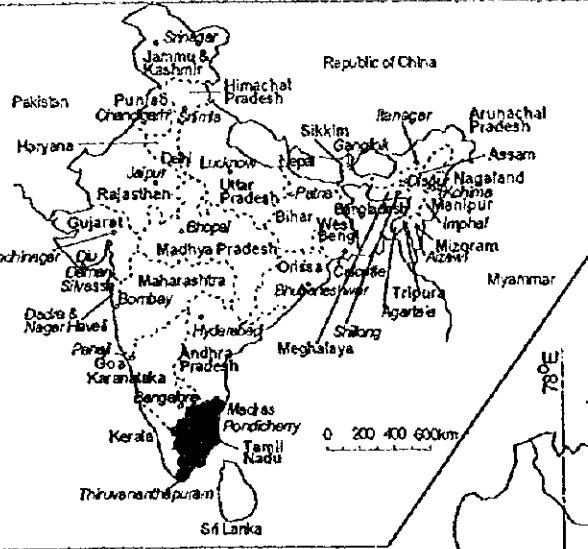 Srinagar
Jammu &
Kashmir
Republic of China
Himachal
Pradesh
Pakistan
Punjab
Chandigarh
Simla
Haryana
Itanagar
Arunachal
Pradesh
Sikkim
Gangtok
Delhi
Lucknow
Nepal
Assam
Jaipur
Dispur
Nagaland
Kohima
Rajasthan
Uttar
Pradesh
Patna
Bihar
Bangladesh
Manipur
Imphal
Gujarat
Bhopal
West
Mizoram
Aizawl
Madhya Pradesh
Diu
Daman
Silvassa
Maharashtra
Orissa
Calcutta
Myanmar
Bombay
Bhubaneshwar
Tripura
Agartala
Dadra &
Nagar Haveli
Hyderabad
Shillong
Meghalaya
Panaji
Goa
Andhra
Pradesh
Karanataka
Bangalore
Madras
Pondicherry
78°E
Kerala
Tamil
Nadu
0 200 400 600km
Thiruvananthapuram
Sri Lanka